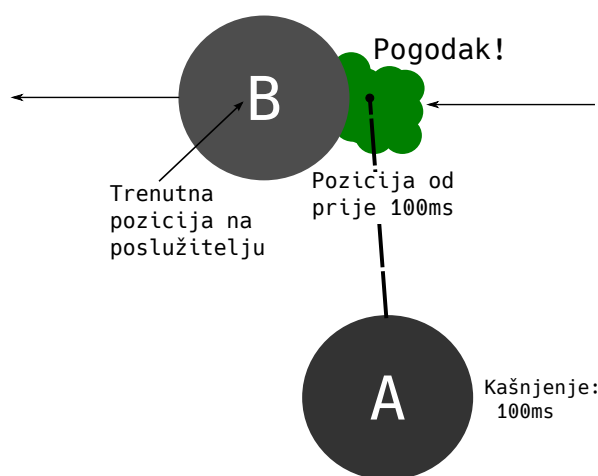 Pogodak!
B
Pozicija od
prije 100ms
Trenutna
pozicija na
poslužitelju
A
Kašnjenje:
100ms